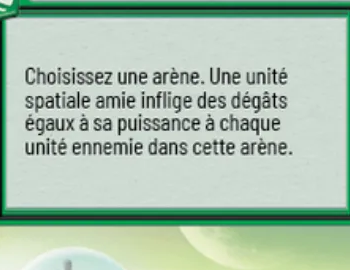 Choisissez une arène. Une unité
spatiale amie inflige des dégâts
égaux à sa puissance à chaque
unité ennemie dans cette arène.